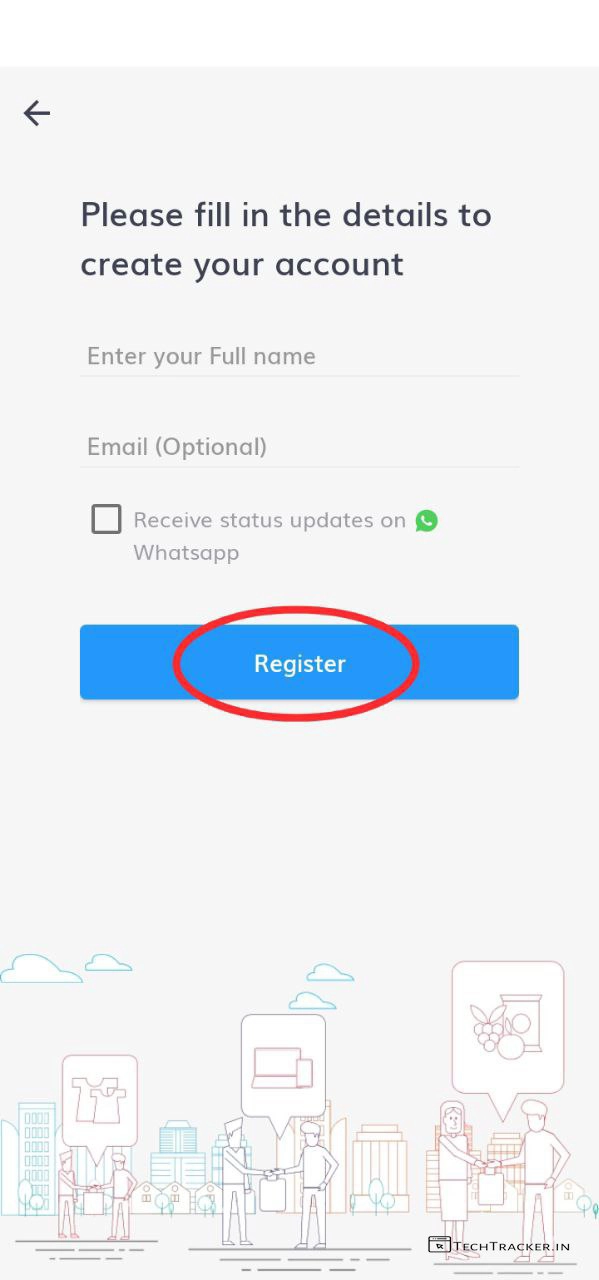 Please fill in the details to
create your account
Enter your Full name
Email (Optional)
Receive status updates on
Whatsapp
Register
TECHTRACKER.IN